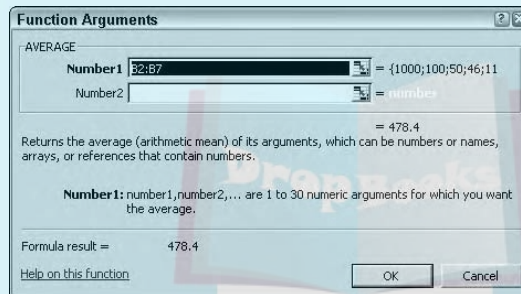 Function Arguments
AVERAGE
Number1 B2:B7 = {1000;100;50;46;11
Number2 = number
= 478.4
Returns the average (arithmetic mean) of its arguments, which can be numbers or names,
arrays, or references that contain numbers.
Number1: number1,number2,... are 1 to 30 numeric arguments for which you want
the average.
Formula result = 478.4
Help on this function OK Cancel
DropBooks